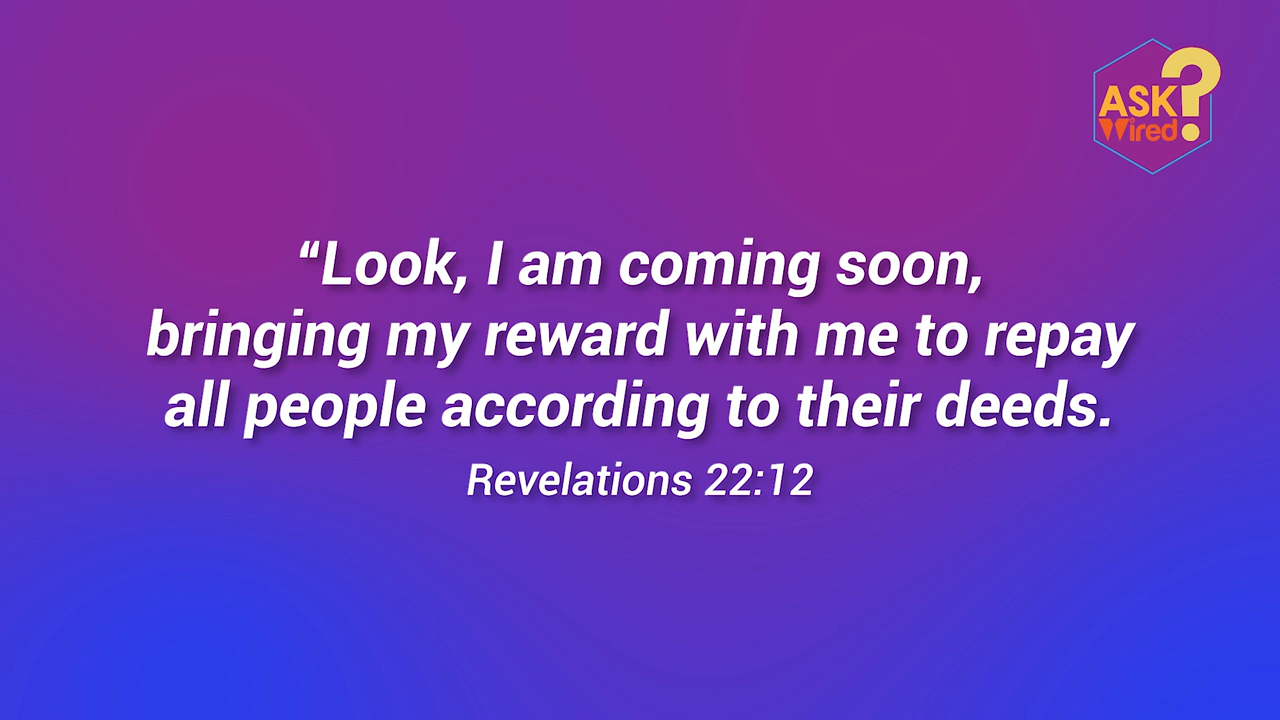 ASK?
Wired
“Look, I am coming soon,
bringing my reward with me to repay
all people according to their deeds.
Revelations 22:12